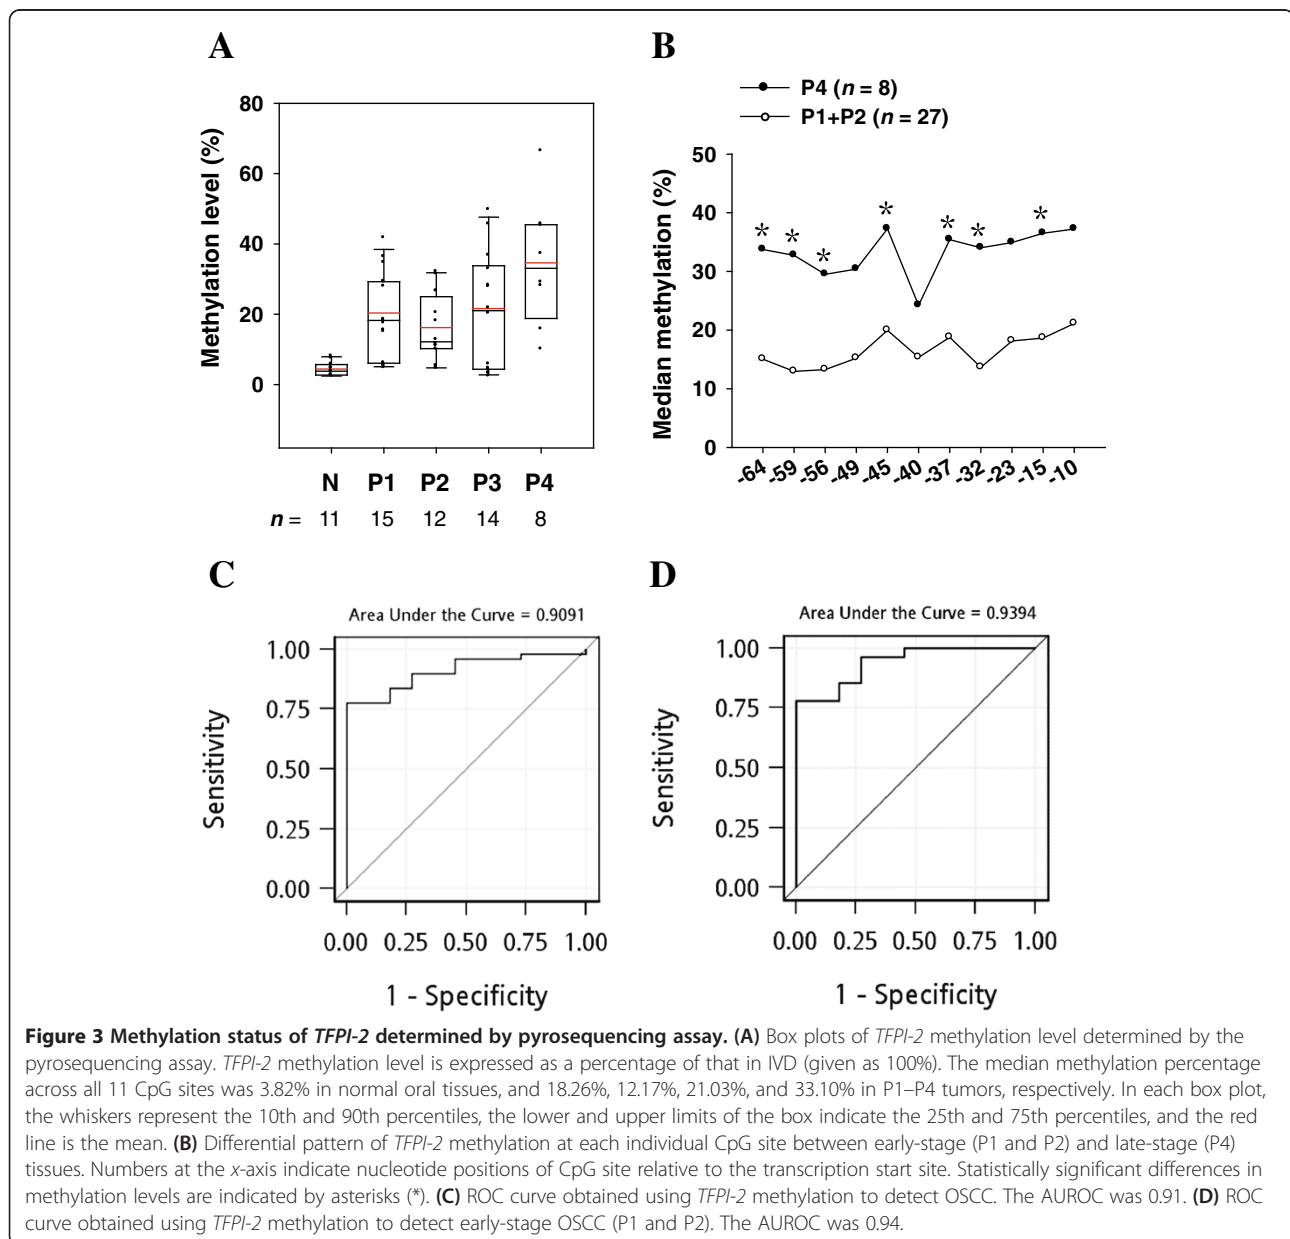 A
Methylation level (%)
80
60
40
20
0
N P1 P2 P3 P4
n = 11 15 12 14 8
B
P4 (n = 8)
P1+P2 (n = 27)
Median methylation (%)
50
40
30
20
10
0
* * * * * * *
-64 -59 -56 -49 -45 -40 -37 -32 -23 -15 -10
C
Area Under the Curve = 0.9091
Sensitivity
1.00
0.75
0.50
0.25
0.00
0.00 0.25 0.50 0.75 1.00
1 - Specificity
D
Area Under the Curve = 0.9394
Sensitivity
1.00
0.75
0.50
0.25
0.00
0.00 0.25 0.50 0.75 1.00
1 - Specificity
Figure 3 Methylation status of TFPI-2 determined by pyrosequencing assay. (A) Box plots of TFPI-2 methylation level determined by the
pyrosequencing assay. TFPI-2 methylation level is expressed as a percentage of that in IVD (given as 100%). The median methylation percentage
across all 11 CpG sites was 3.82% in normal oral tissues, and 18.26%, 12.17%, 21.03%, and 33.10% in P1–P4 tumors, respectively. In each box plot,
the whiskers represent the 10th and 90th percentiles, the lower and upper limits of the box indicate the 25th and 75th percentiles, and the red
line is the mean. (B) Differential pattern of TFPI-2 methylation at each individual CpG site between early-stage (P1 and P2) and late-stage (P4)
tissues. Numbers at the x-axis indicate nucleotide positions of CpG site relative to the transcription start site. Statistically significant differences in
methylation levels are indicated by asterisks (*). (C) ROC curve obtained using TFPI-2 methylation to detect OSCC. The AUROC was 0.91. (D) ROC
curve obtained using TFPI-2 methylation to detect early-stage OSCC (P1 and P2). The AUROC was 0.94.